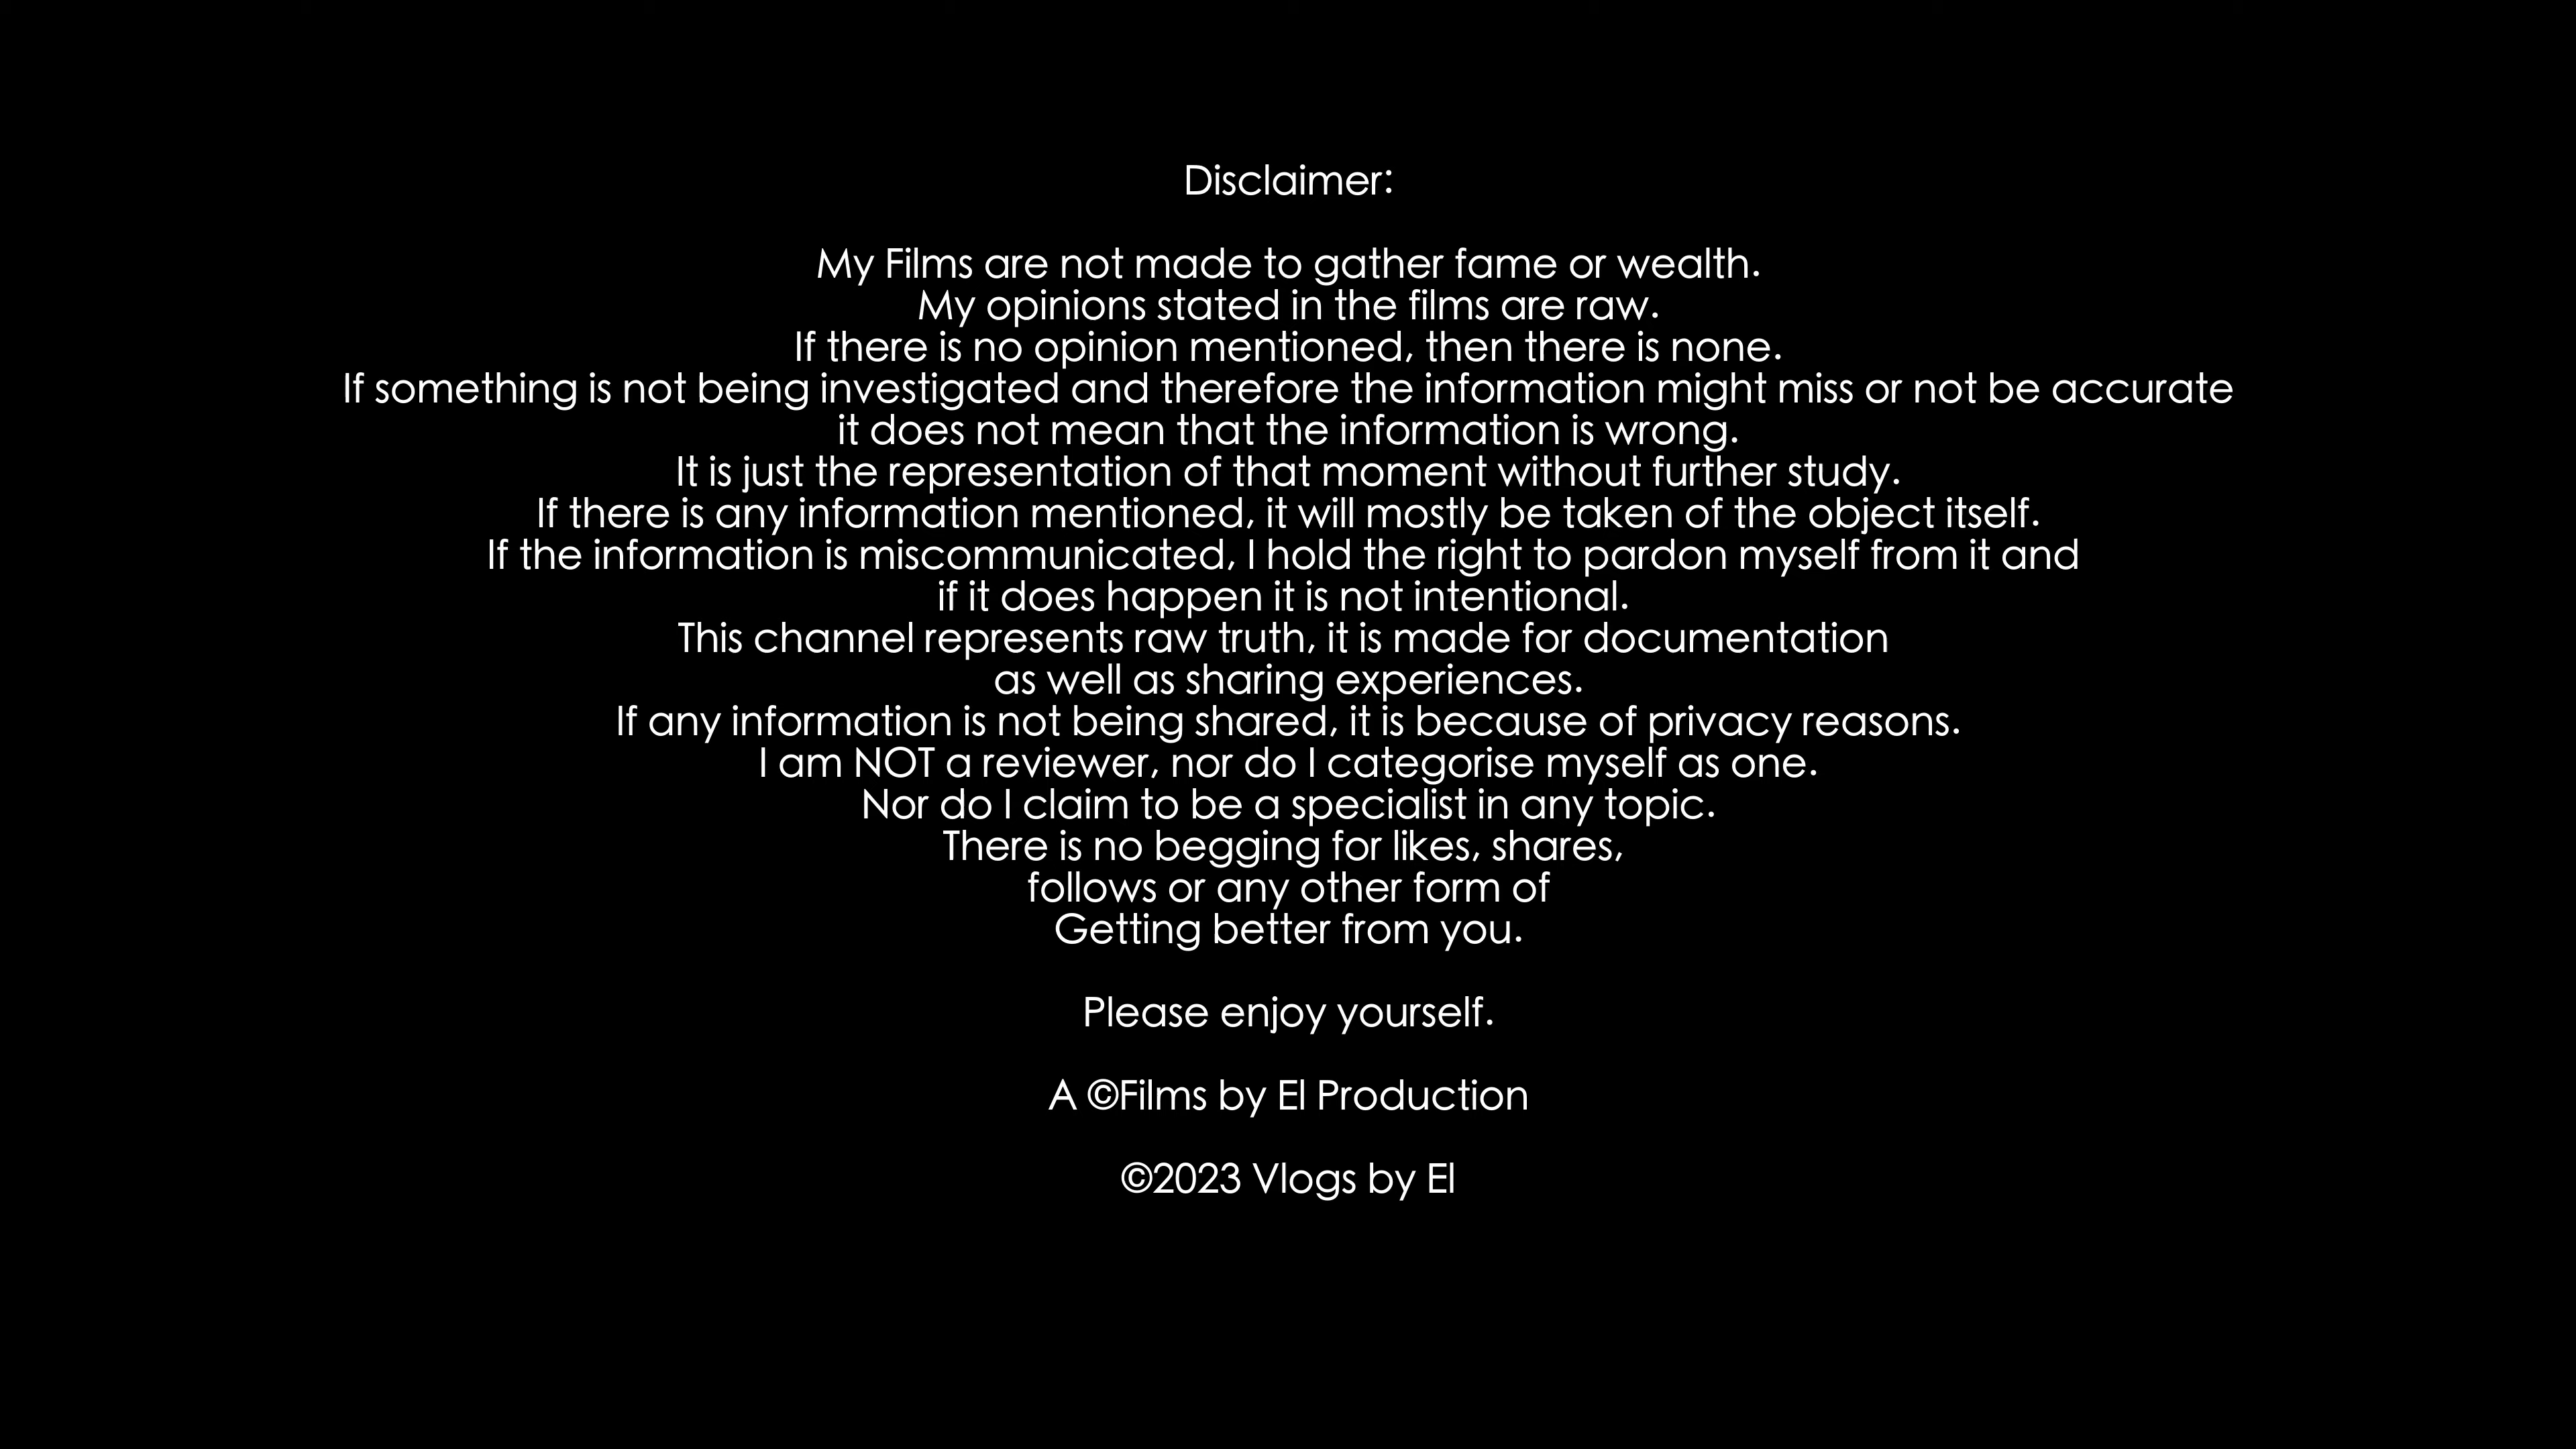 Disclaimer:
My Films are not made to gather fame or wealth.
My opinions stated in the films are raw.
If there is no opinion mentioned, then there is none.
If something is not being investigated and therefore the information might miss or not be accurate
it does not mean that the information is wrong.
It is just the representation of that moment without further study.
If there is any information mentioned, it will mostly be taken of the object itself.
If the information is miscommunicated, I hold the right to pardon myself from it and
if it does happen it is not intentional.
This channel represents raw truth, it is made for documentation
as well as sharing experiences.
If any information is not being shared, it is because of privacy reasons.
I am NOT a reviewer, nor do I categorise myself as one.
Nor do I claim to be a specialist in any topic.
There is no begging for likes, shares,
follows or any other form of
Getting better from you.
Please enjoy yourself.
A ©Films by El Production
©2023 Vlogs by El